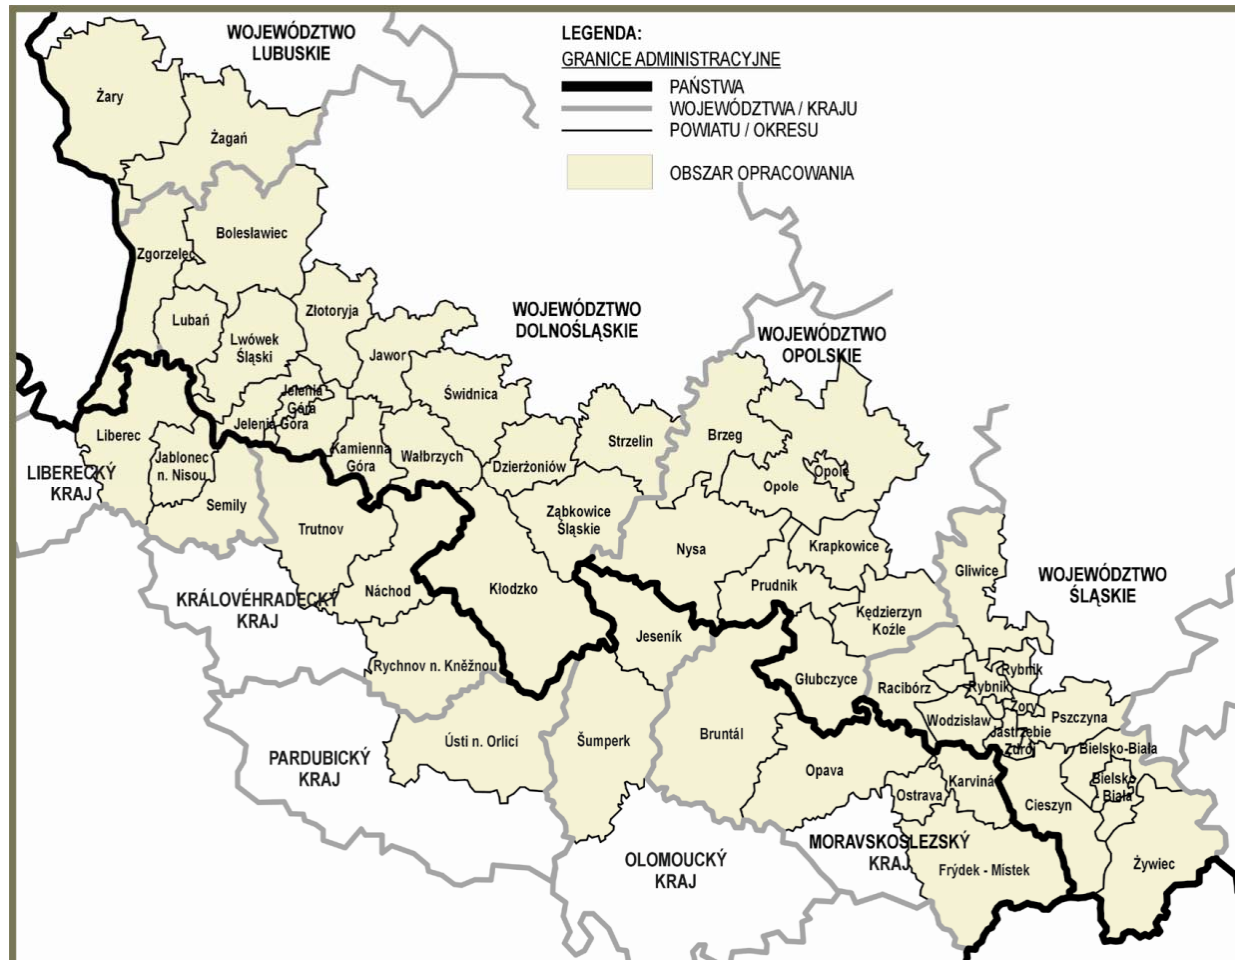 WOJEWÓDZTWO
LUBUSKIE
LEGENDA:
GRANICE ADMINISTRACYJNE
PAŃSTWA
WOJEWÓDZTWA / KRAJU
POWIATU / OKRESU
OBSZAR OPRACOWANIA
Żary
Żagań
Bolesławiec
Zgorzelec
Lubań
Lwówek
Śląski
Złotoryja
WOJEWÓDZTWO
DOLNOŚLĄSKIE
WOJEWÓDZTWO
OPOLSKIE
Jawor
Świdnica
Jelenia
Góra
Jelenia Góra
Strzelin
Brzeg
Liberec
Jablonec
n. Nisou
LIBERECKÝ
KRAJ
Kamienna
Góra
Wałbrzych
Dzierżoniów
Opole
Opole
Semily
Trutnov
Ząbkowice
Śląskie
Nysa
Krapkowice
Gliwice
WOJEWÓDZTWO
ŚLĄSKIE
Prudnik
Náchod
Kłodzko
KRÁLOVÉHRADECKÝ
KRAJ
Kędzierzyn
Koźle
Jeseník
Rychnov n. Kněžnou
Głubczyce
Racibórz
Rybnik
Rybnik
Żory
Pszczyna
Wodzisław
Jastrzębie
Zdrój
Bruntál
Ústi n. Orlicí
Šumperk
PARDUBICKÝ
KRAJ
Bielsko-Biała
Bielsko
Biała
Opava
Karviná
Ostrava
Cieszyn
MORAVSKOSLEZSKÝ
KRAJ
OLOMOUCKÝ
KRAJ
Frýdek - Místek
Żywiec